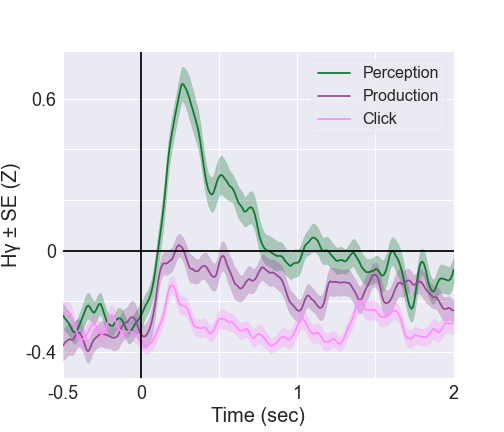 Perception
Production
Click
Hγ ± SE (Z)
0.6
0
-0.4
-0.5 0 1 2
Time (sec)